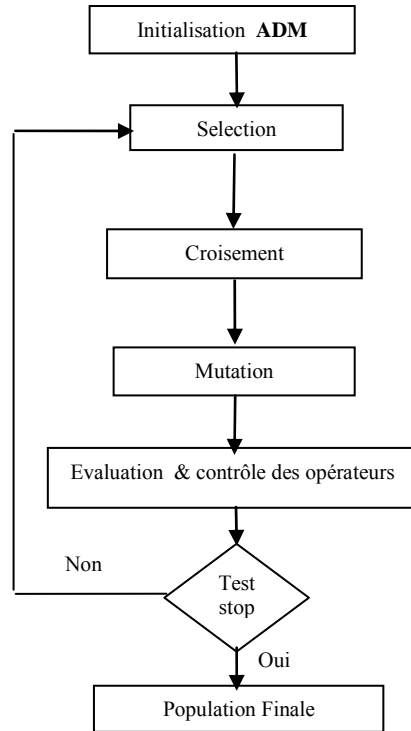 Initialisation ADM
Selection
Croisement
Mutation
Evaluation & contrôle des opérateurs
Non
Test
stop
Oui
Population Finale